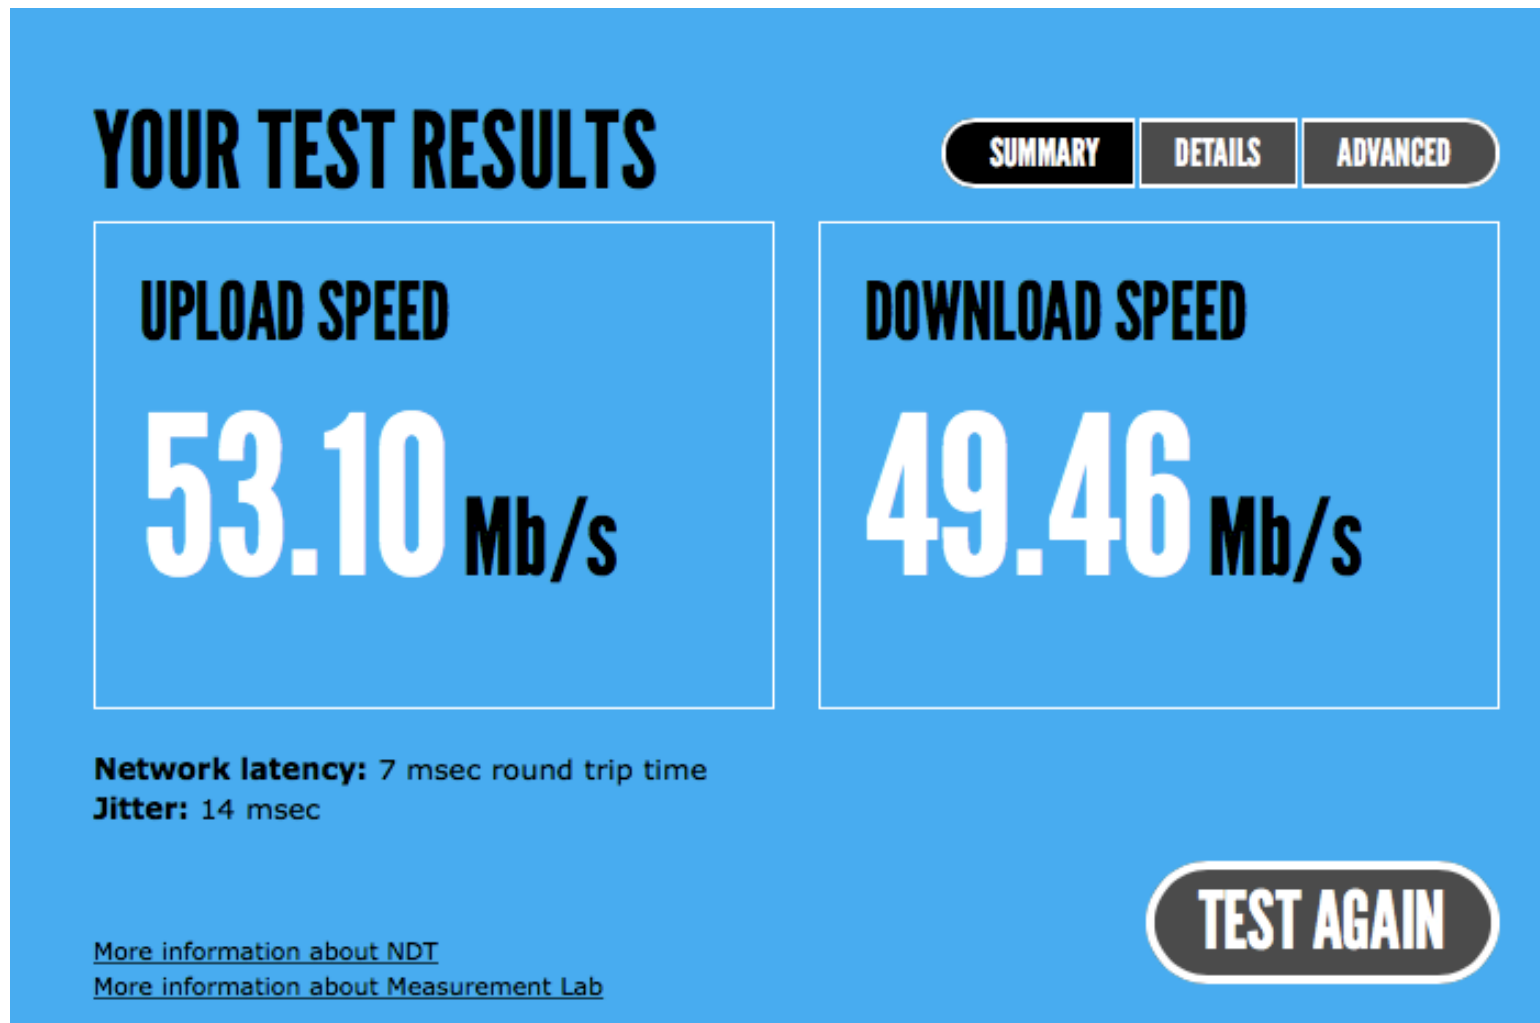 YOUR TEST RESULTS
SUMMARY
DETAILS
ADVANCED
UPLOAD SPEED
53.10 Mb/s
DOWNLOAD SPEED
49.46 Mb/s
Network latency: 7 msec round trip time
Jitter: 14 msec
TEST AGAIN
More information about NDT
More information about Measurement Lab